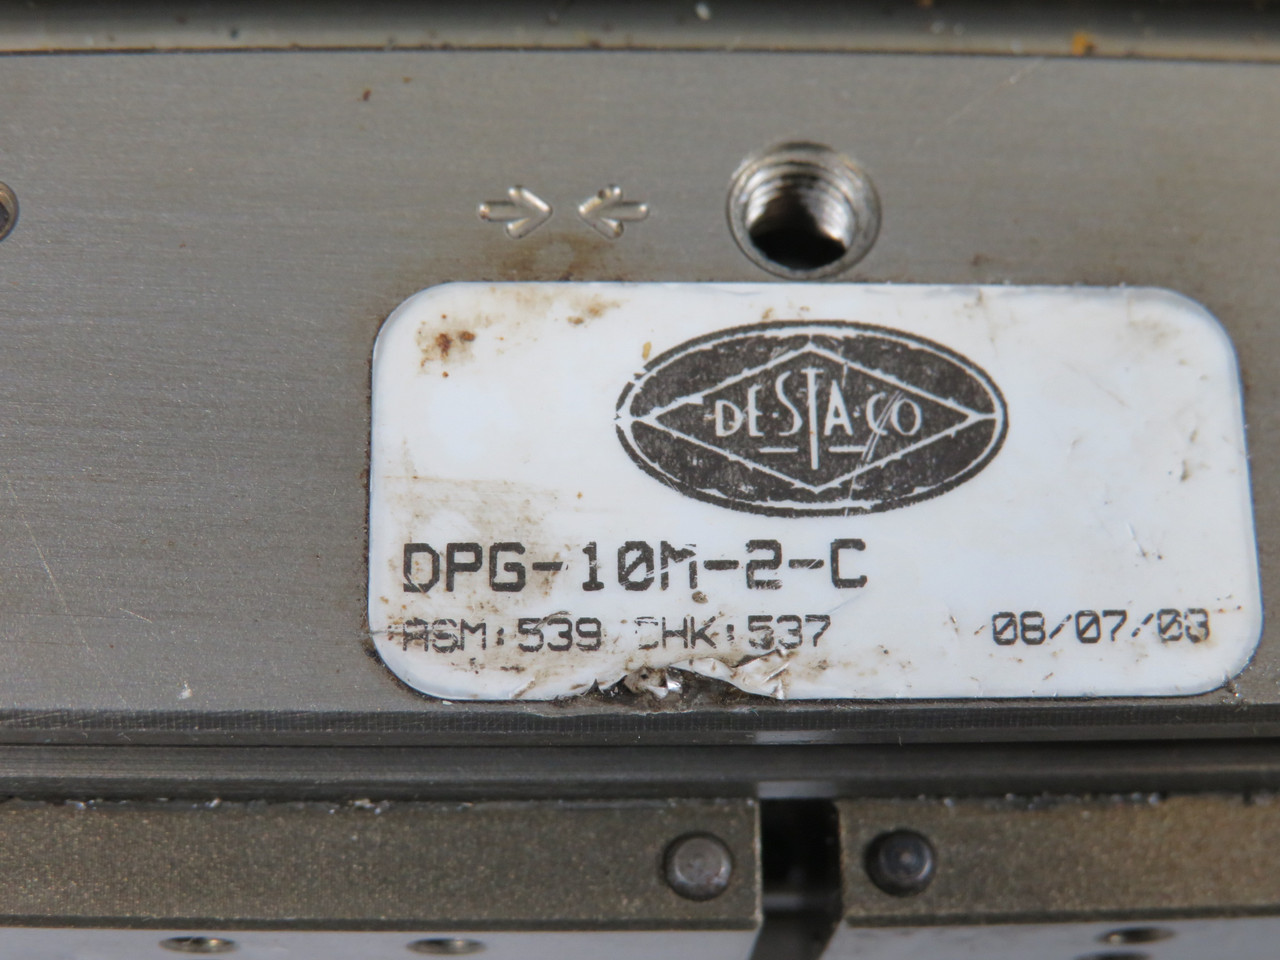 DE·STA·CO
DPG-10M-2-C
ASM:539 CHK:537 08/07/03